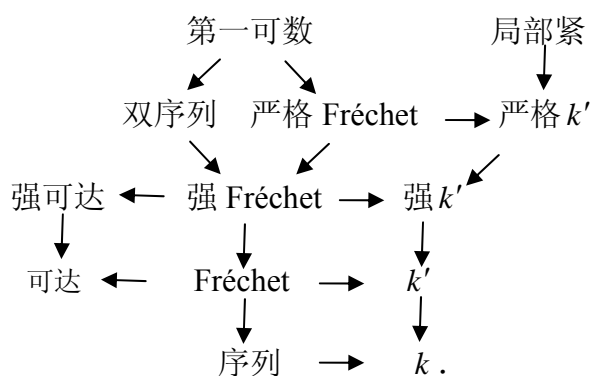 第一可数 局部紧
双序列 严格 Fréchet 严格 k′
强可达 强 Fréchet 强 k′
可达 Fréchet k′
序列 k .